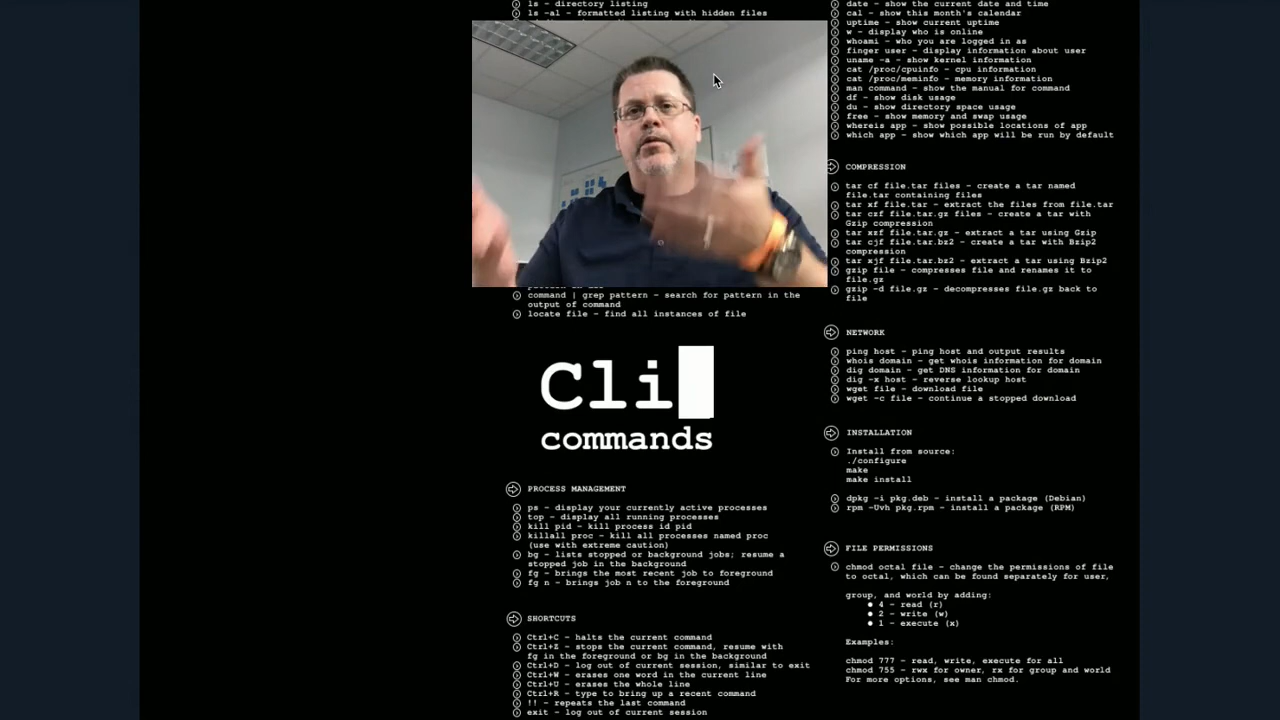 ls - directory listing
ls -al - formatted listing with hidden files
command | grep pattern - search for pattern in the
output of command
locate file - find all instances of file
Cli
commands
PROCESS MANAGEMENT
ps - display your currently active processes
top - display all running processes
kill pid - kill process id pid
killall proc - kill all processes named proc
(use with extreme caution)
bg - lists stopped or background jobs; resume a
stopped job in the background
fg - brings the most recent job to foreground
fg n - brings job n to the foreground
SHORTCUTS
Ctrl+C - halts the current command
Ctrl+Z - stops the current command, resume with
fg in the foreground or bg in the background
Ctrl+D - log out of current session, similar to exit
Ctrl+W - erases one word in the current line
Ctrl+U - erases the whole line
Ctrl+R - type to bring up a recent command
!! - repeats the last command
exit - log out of current session
date - show the current date and time
cal - show this month's calendar
uptime - show current uptime
w - display who is online
whoami - who you are logged in as
finger user - display information about user
uname -a - show kernel information
cat /proc/cpuinfo - cpu information
cat /proc/meminfo - memory information
man command - show the manual for command
df - show disk usage
du - show directory space usage
free - show memory and swap usage
whereis app - show possible locations of app
which app - show which app will be run by default
COMPRESSION
tar cf file.tar files - create a tar named
file.tar containing files
tar xf file.tar - extract the files from file.tar
tar czf file.tar.gz files - create a tar with
Gzip compression
tar xzf file.tar.gz - extract a tar using Gzip
tar cjf file.tar.bz2 - create a tar with Bzip2
compression
tar xjf file.tar.bz2 - extract a tar using Bzip2
gzip file - compresses file and renames it to
file.gz
gzip -d file.gz - decompresses file.gz back to
file
NETWORK
ping host - ping host and output results
whois domain - get whois information for domain
dig domain - get DNS information for domain
dig -x host - reverse lookup host
wget file - download file
wget -c file - continue a stopped download
INSTALLATION
Install from source:
./configure
make
make install
dpkg -i pkg.deb - install a package (Debian)
rpm -Uvh pkg.rpm - install a package (RPM)
FILE PERMISSIONS
chmod octal file - change the permissions of file
to octal, which can be found separately for user,
group, and world by adding:
● 4 - read (r)
● 2 - write (w)
● 1 - execute (x)
Examples:
chmod 777 - read, write, execute for all
chmod 755 - rwx for owner, rx for group and world
For more options, see man chmod.